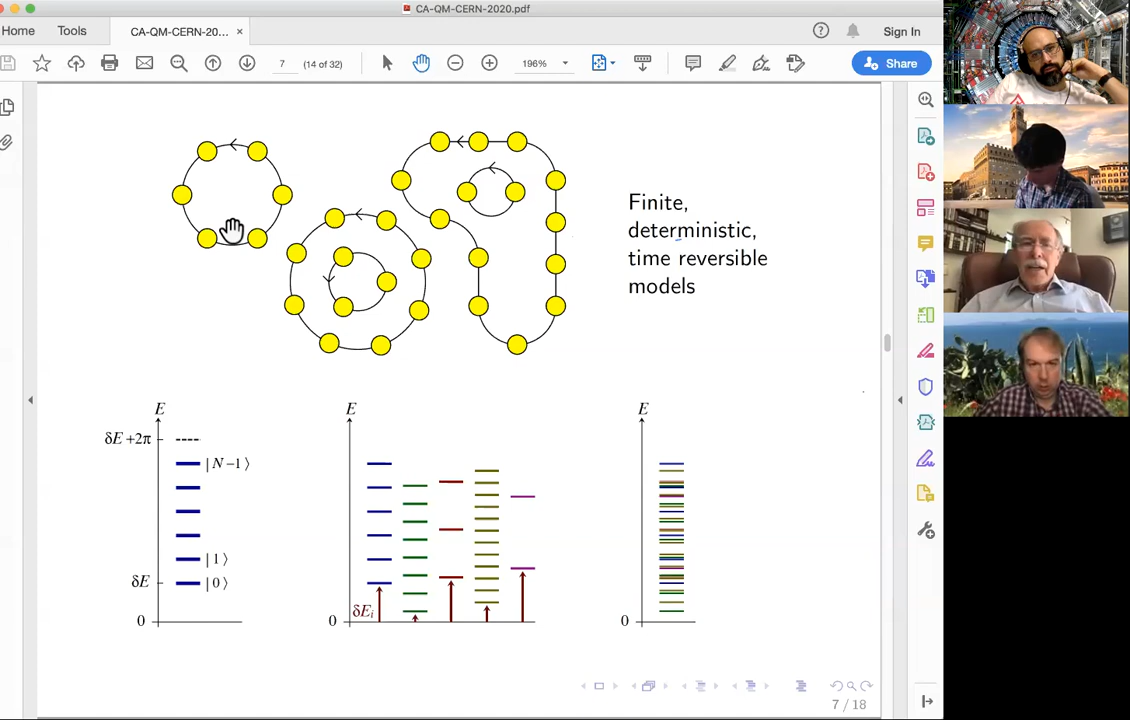 CA-QM-CERN-2020.pdf
Home
Tools
CA-QM-CERN-20... ×
Sign In
7 (14 of 32)
196%
Share
Finite,
deterministic,
time reversible
models
E
δE +2π
| N−1 ⟩
| 1 ⟩
δE
| 0 ⟩
0
E
δEi
0
E
0
7 / 18